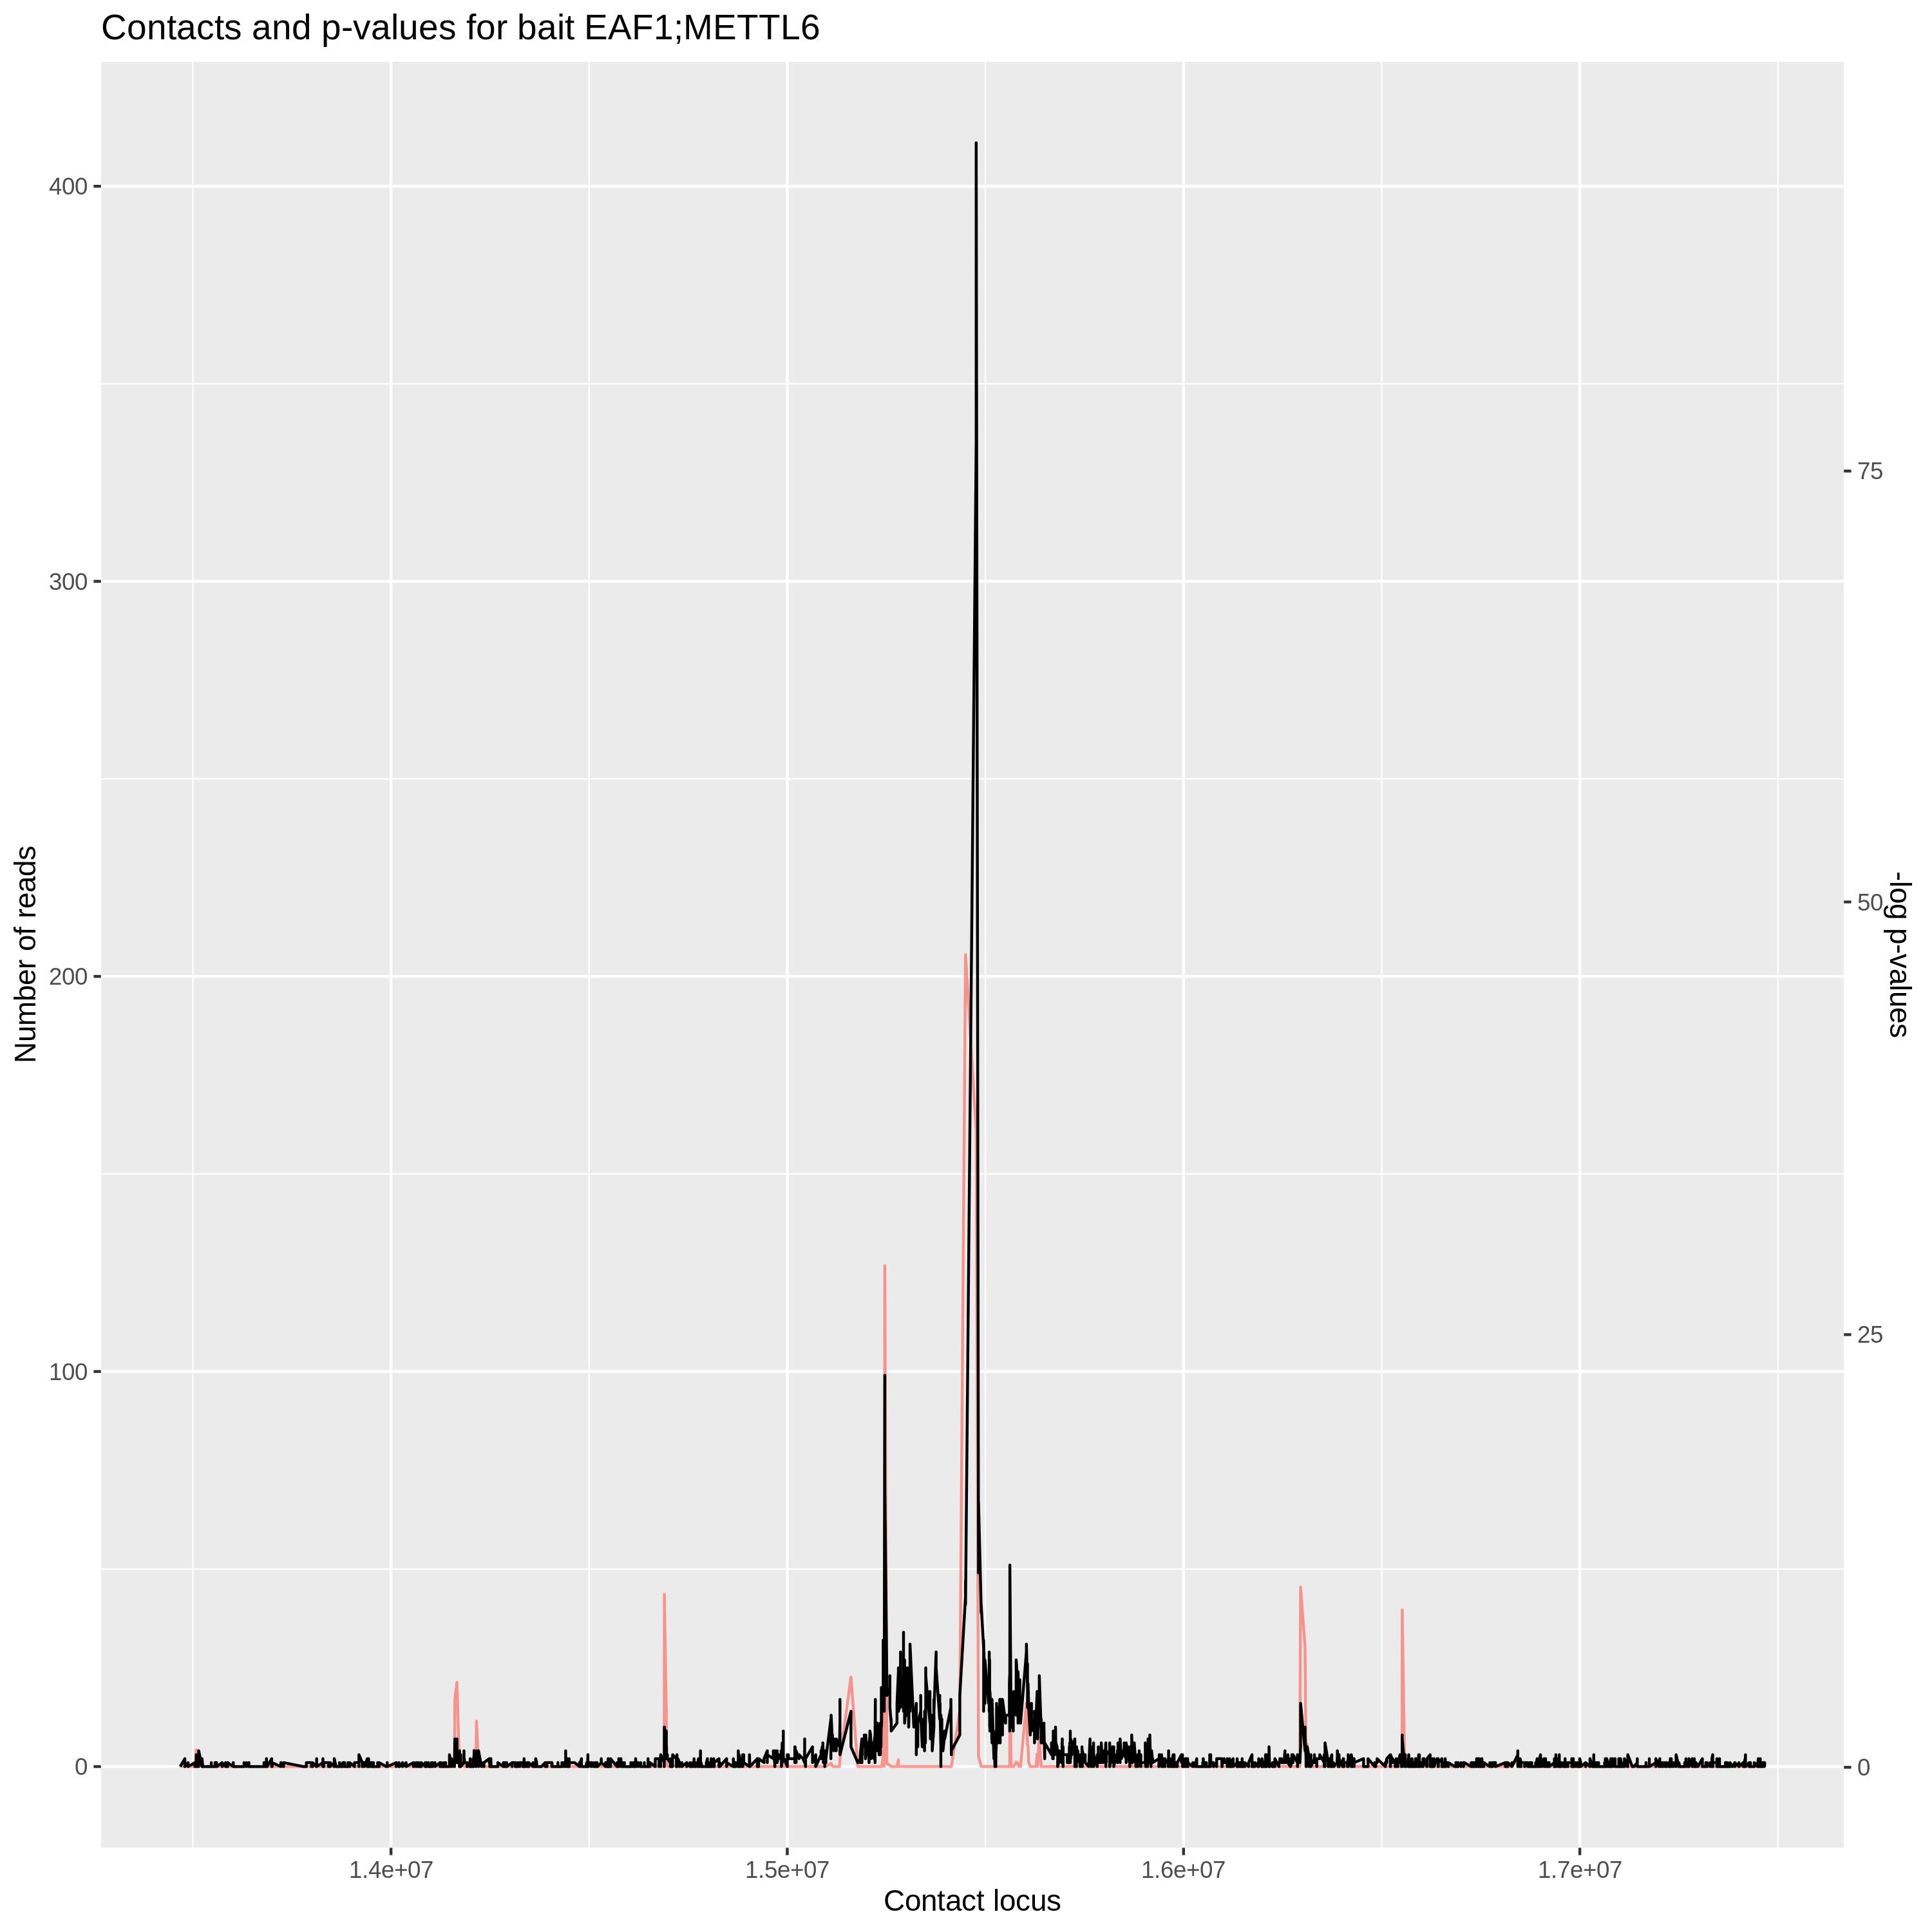 Contacts and p-values for bait EAF1;METTL6
400
300
200
100
0
Number of reads
75
50
25
0
-log p-values
1.4e+07
1.5e+07
1.6e+07
1.7e+07
Contact locus